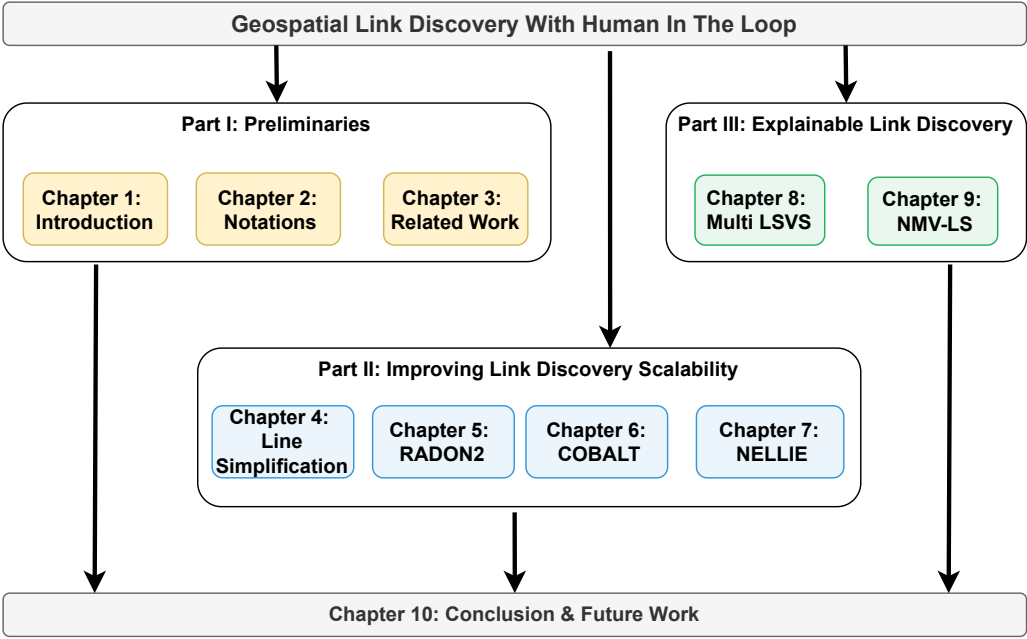 Geospatial Link Discovery With Human In The Loop
Part I: Preliminaries
Chapter 1:
Introduction
Chapter 2:
Notations
Chapter 3:
Related Work
Part III: Explainable Link Discovery
Chapter 8:
Multi LSVS
Chapter 9:
NMV-LS
Part II: Improving Link Discovery Scalability
Chapter 4:
Line
Simplification
Chapter 5:
RADON2
Chapter 6:
COBALT
Chapter 7:
NELLIE
Chapter 10: Conclusion & Future Work